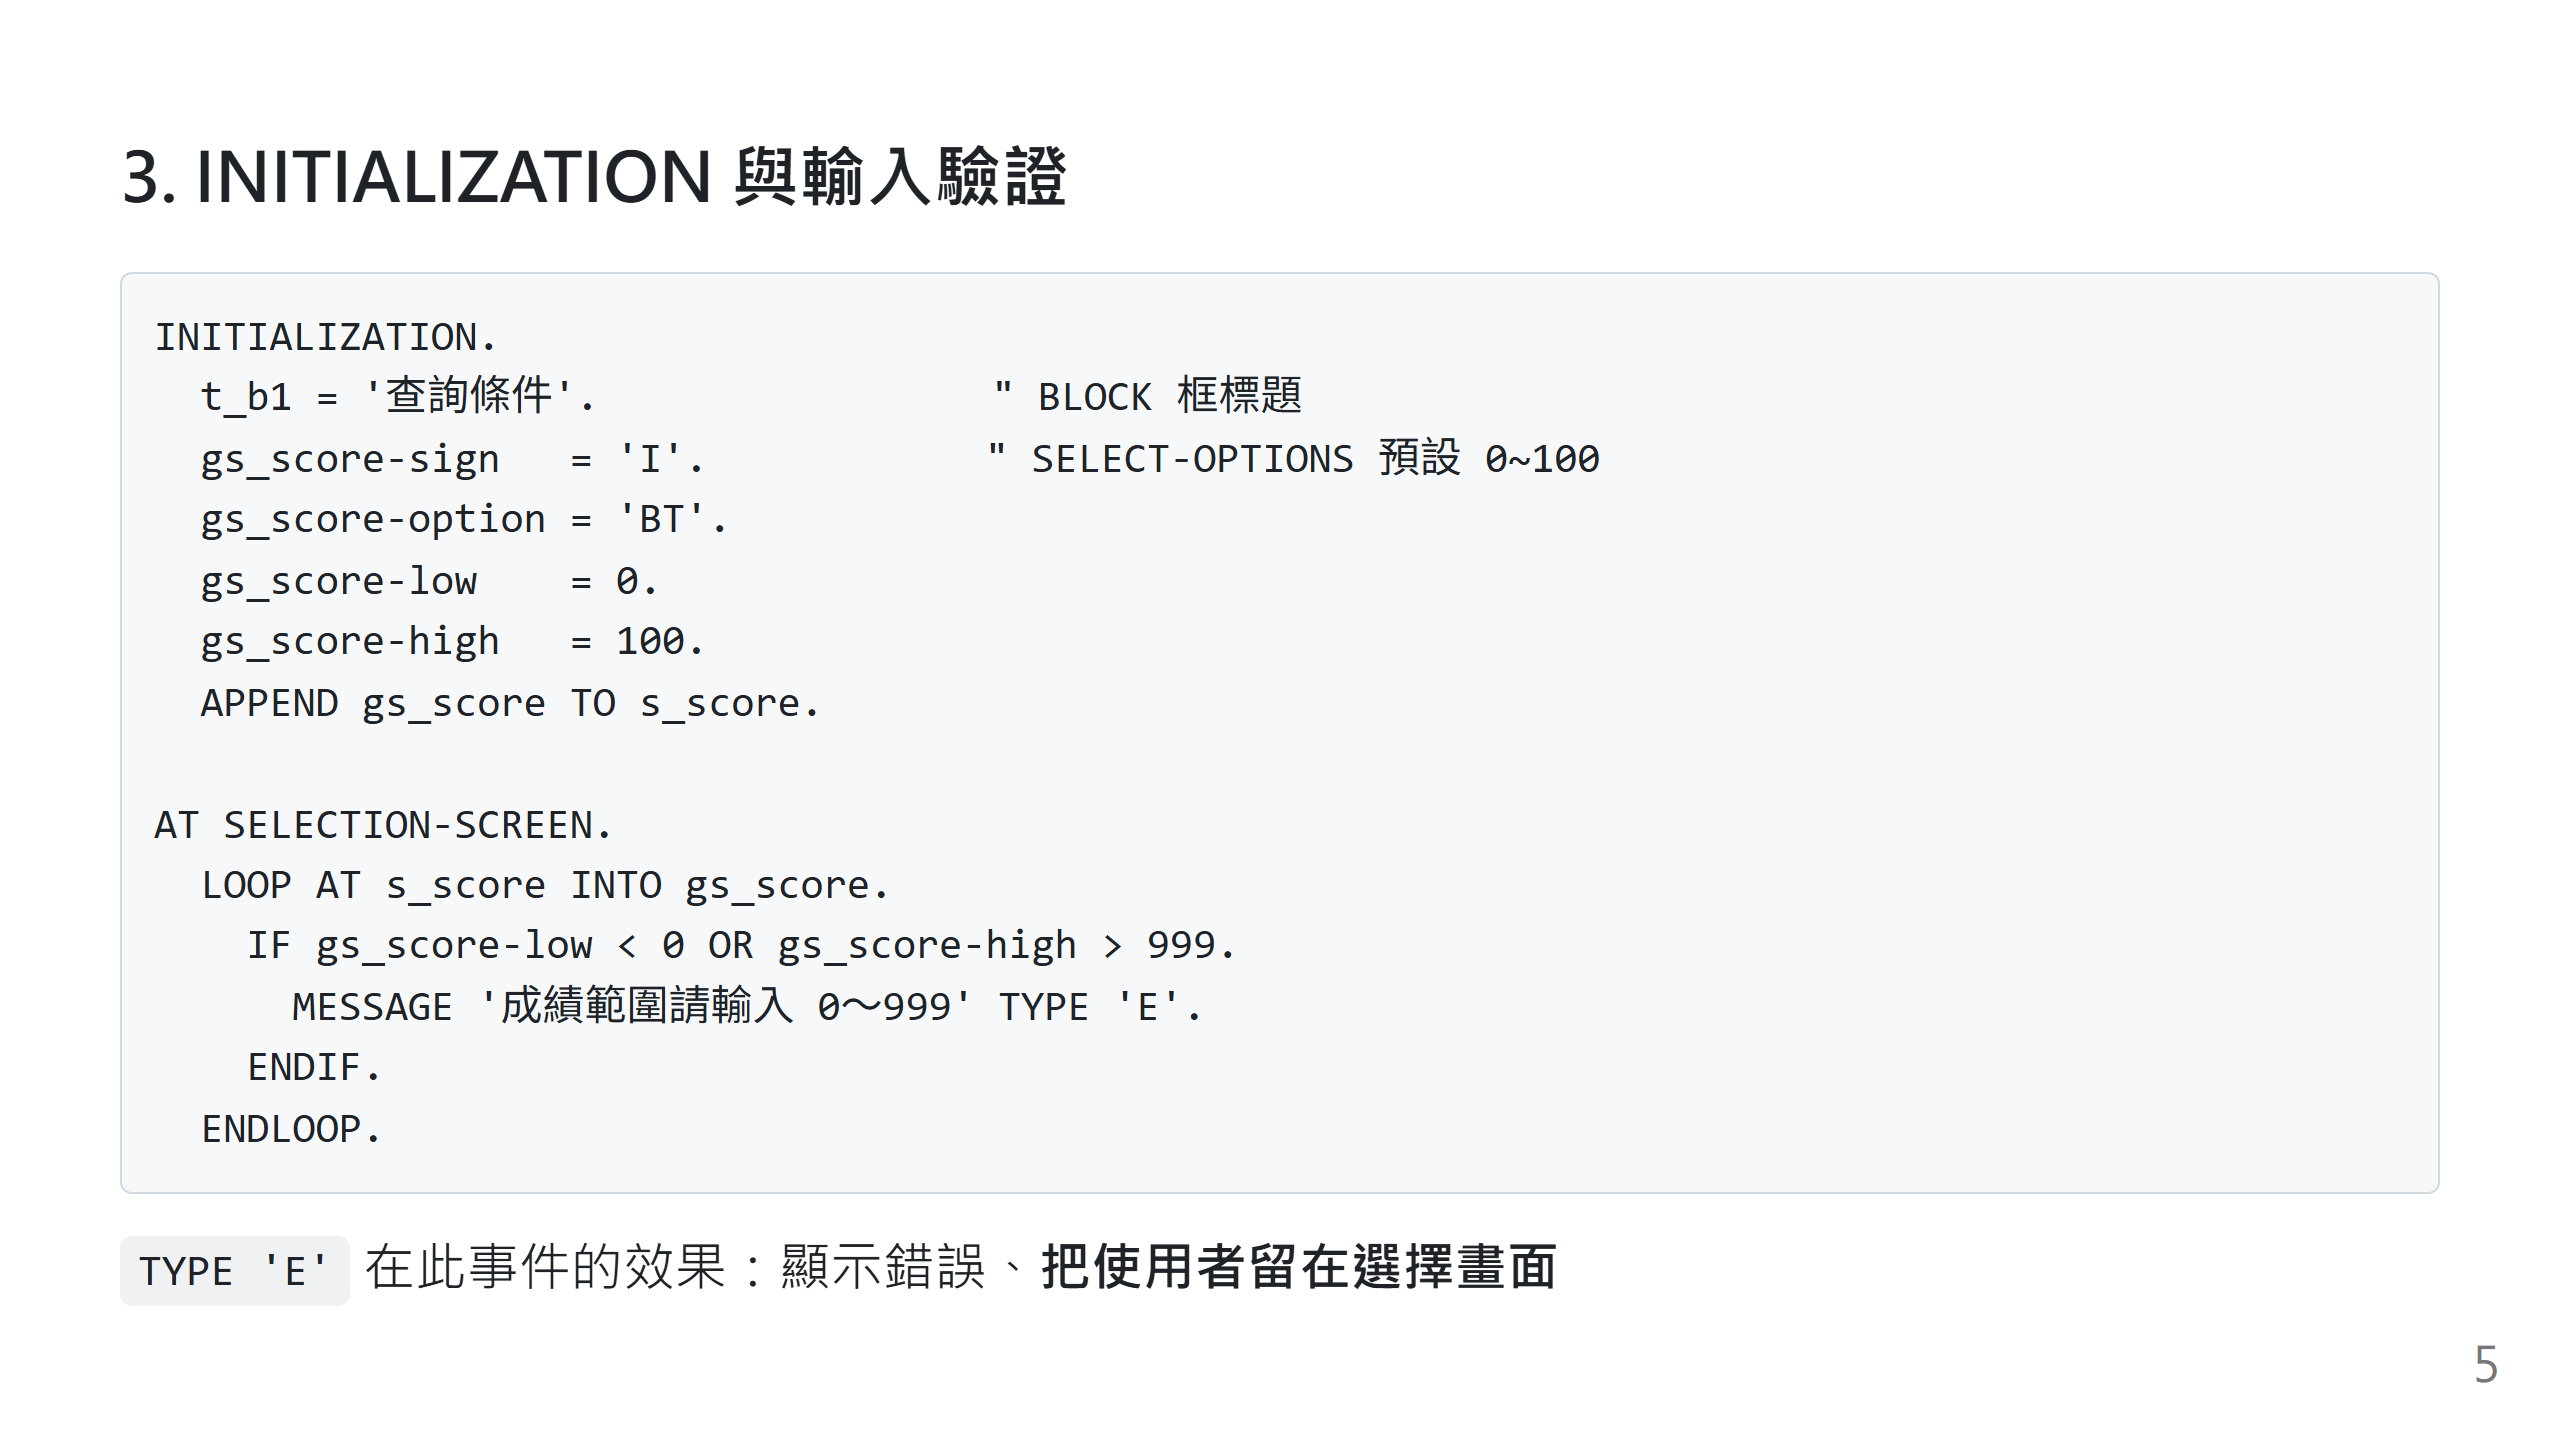 3. INITIALIZATION 與輸入驗證
INITIALIZATION.
  t_b1 = '查詢條件'.                 " BLOCK 框標題
  gs_score-sign   = 'I'.            " SELECT-OPTIONS 預設 0~100
  gs_score-option = 'BT'.
  gs_score-low    = 0.
  gs_score-high   = 100.
  APPEND gs_score TO s_score.

AT SELECTION-SCREEN.
  LOOP AT s_score INTO gs_score.
    IF gs_score-low < 0 OR gs_score-high > 999.
      MESSAGE '成績範圍請輸入 0～999' TYPE 'E'.
    ENDIF.
  ENDLOOP.
TYPE 'E' 在此事件的效果：顯示錯誤、把使用者留在選擇畫面
5